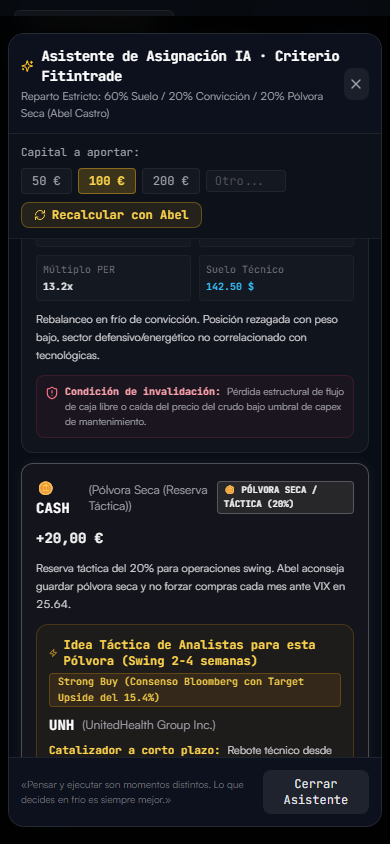 Asistente de Asignación IA · Criterio
Fitintrade
Reparto Estricto: 60% Suelo / 20% Convicción / 20% Pólvora
Seca (Abel Castro)
Capital a aportar:
50 €
100 €
200 €
Otro...
Recalcular con Abel
Múltiplo PER
13.2x
Suelo Técnico
142.50 $
Rebalanceo en frío de convicción. Posición rezagada con peso
bajo, sector defensivo/energético no correlacionado con
tecnológicas.
Condición de invalidación: Pérdida estructural de flujo
de caja libre o caída del precio del crudo bajo umbral de capex
de mantenimiento.
CASH
(Pólvora Seca (Reserva
Táctica))
PÓLVORA SECA /
TÁCTICA (20%)
+20,00 €
Reserva táctica del 20% para operaciones swing. Abel aconseja
guardar pólvora seca y no forzar compras cada mes ante VIX en
25.64.
Idea Táctica de Analistas para esta
Pólvora (Swing 2-4 semanas)
Strong Buy (Consenso Bloomberg con Target
Upside del 15.4%)
UNH (UnitedHealth Group Inc.)
Catalizador a corto plazo: Rebote técnico desde
«Pensar y ejecutar son momentos distintos. Lo que
decides en frío es siempre mejor.»
Cerrar
Asistente